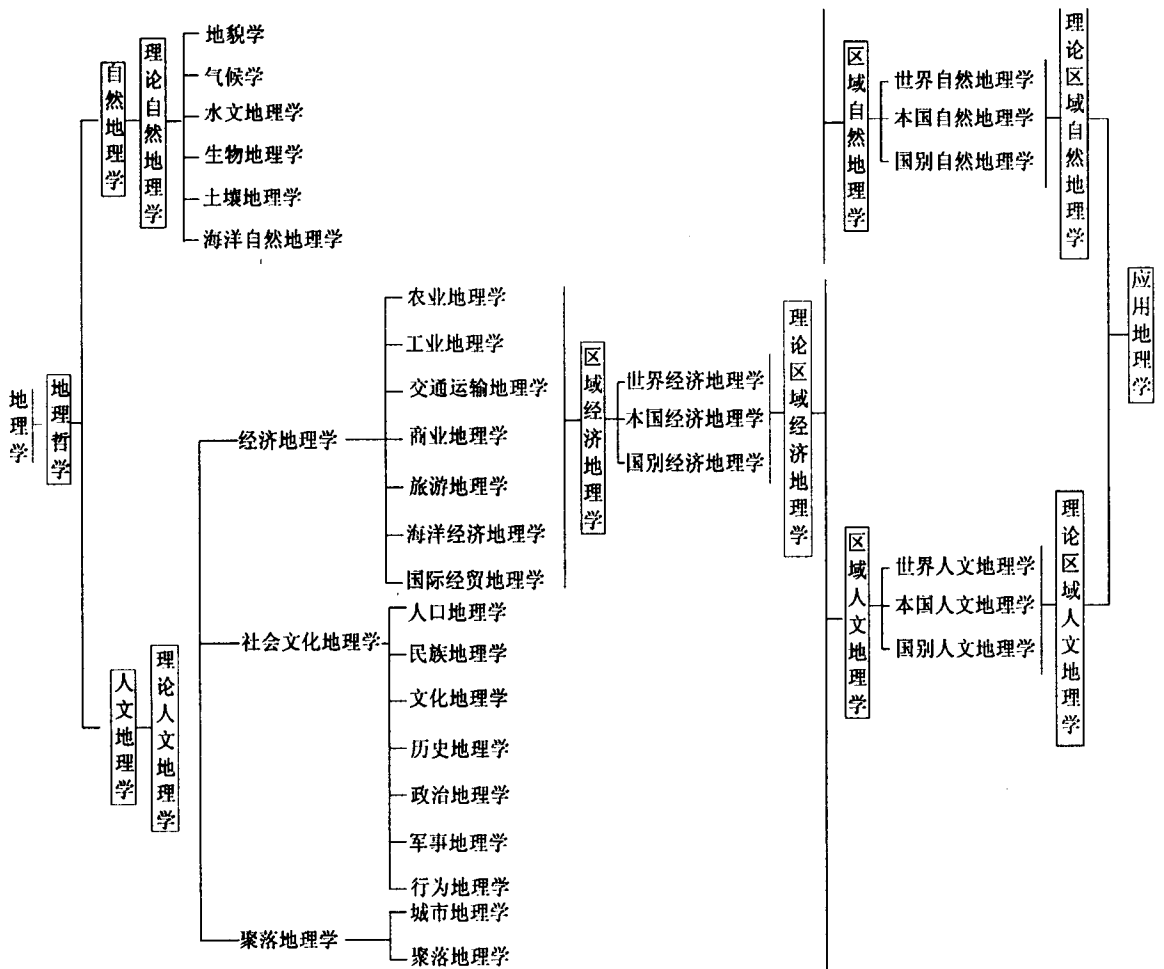 地理学
地理哲学
自然地理学
理论自然地理学
地貌学
气候学
水文地理学
生物地理学
土壤地理学
海洋自然地理学
人文地理学
理论人文地理学
经济地理学
农业地理学
工业地理学
交通运输地理学
商业地理学
旅游地理学
海洋经济地理学
国际经贸地理学
社会文化地理学
人口地理学
民族地理学
文化地理学
历史地理学
政治地理学
军事地理学
行为地理学
聚落地理学
城市地理学
聚落地理学
区域经济地理学
世界经济地理学
本国经济地理学
国别经济地理学
理论区域经济地理学
区域自然地理学
世界自然地理学
本国自然地理学
国别自然地理学
理论区域自然地理学
区域人文地理学
世界人文地理学
本国人文地理学
国别人文地理学
理论区域人文地理学
应用地理学